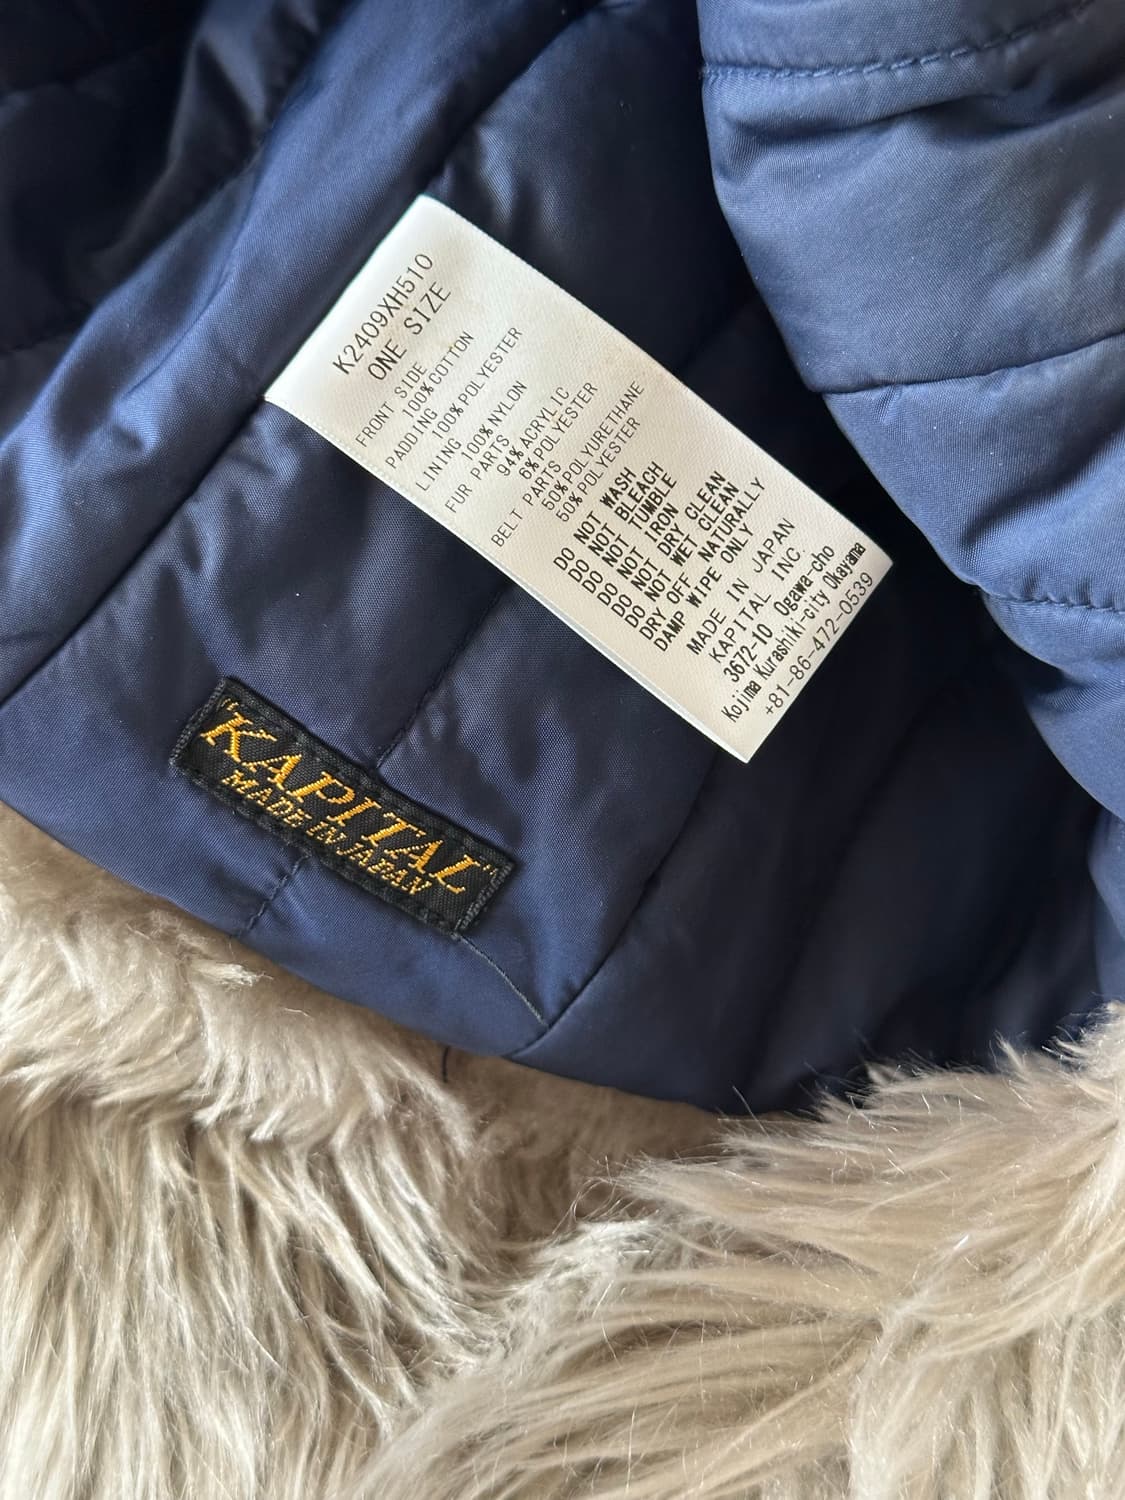 K2409XH510
ONE SIZE
FRONT SIDE
100%COTTON
PADDING
100%POLYESTER
LINING
100%NYLON
FUR PARTS
94%ACRYLIC
6%POLYESTER
BELT PARTS
50%POLYURETHANE
50%POLYESTER
DO NOT WASH
DO NOT BLEACH
DO NOT TUMBLE
DO NOT IRON
DO NOT DRY CLEAN
DO NOT WET CLEAN
DRY OFF NATURALLY
DAMP WIPE ONLY
MADE IN JAPAN
KAPITAL INC.
3672-10 Ogawa-cho
Kojima Kurashiki-city Okayama
+81-86-472-0539
"KAPITAL"
MADE IN JAPAN